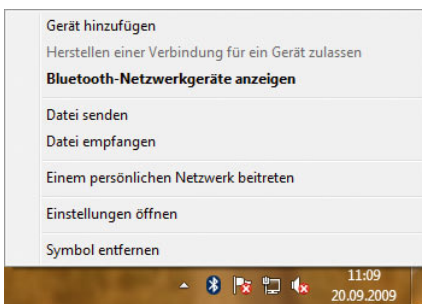 Gerät hinzufügen
Herstellen einer Verbindung für ein Gerät zulassen
Bluetooth-Netzwerkgeräte anzeigen
Datei senden
Datei empfangen
Einem persönlichen Netzwerk beitreten
Einstellungen öffnen
Symbol entfernen
11:09
20.09.2009